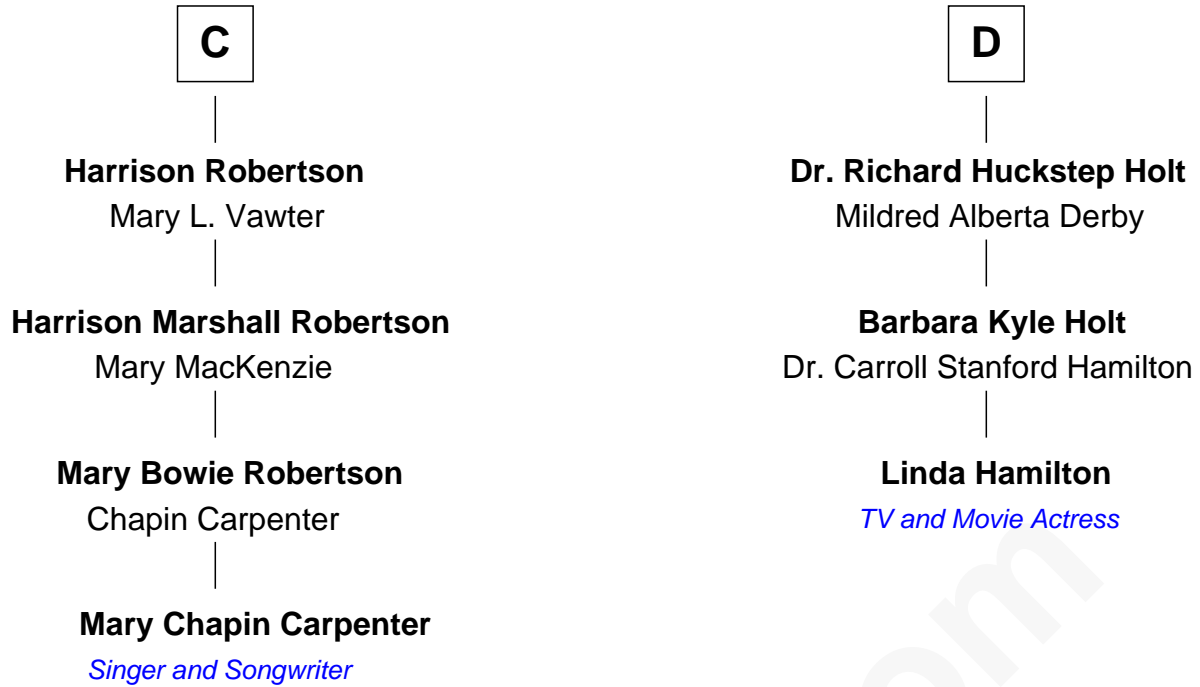 C
Harrison Robertson
Mary L. Vawter
Harrison Marshall Robertson
Mary MacKenzie
Mary Bowie Robertson
Chapin Carpenter
Mary Chapin Carpenter
Singer and Songwriter
D
Dr. Richard Huckstep Holt
Mildred Alberta Derby
Barbara Kyle Holt
Dr. Carroll Stanford Hamilton
Linda Hamilton
TV and Movie Actress
om